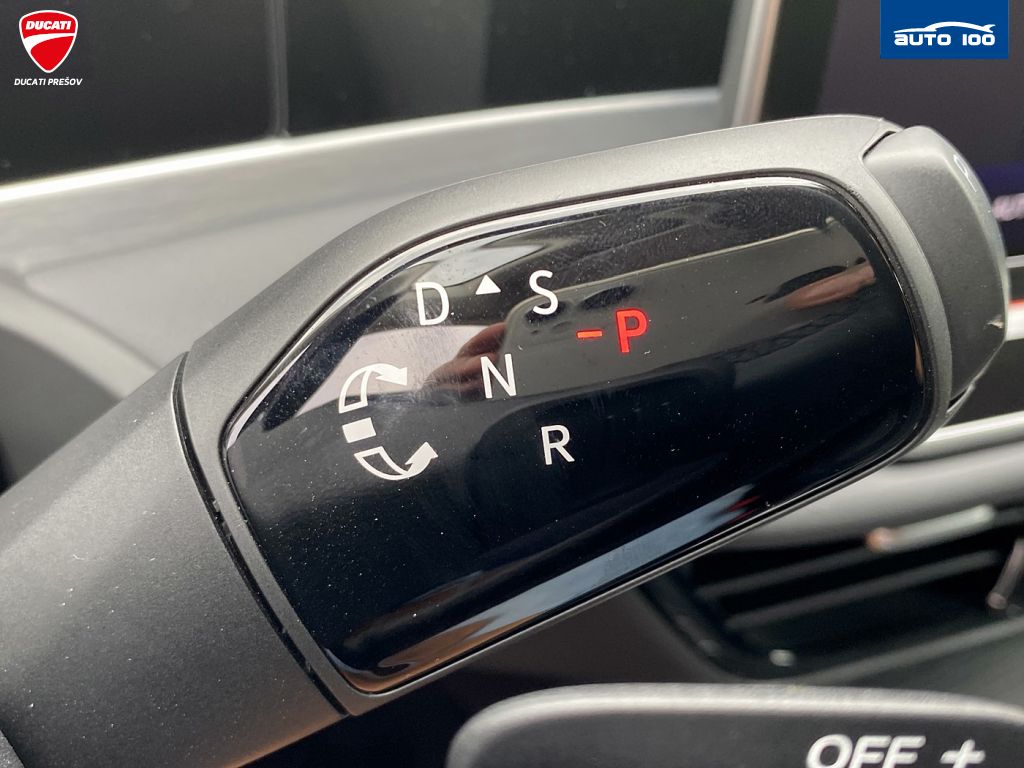 DUCATI
DUCATI PREŠOV
AUTO 100
D S
-P
N
R
OFF +